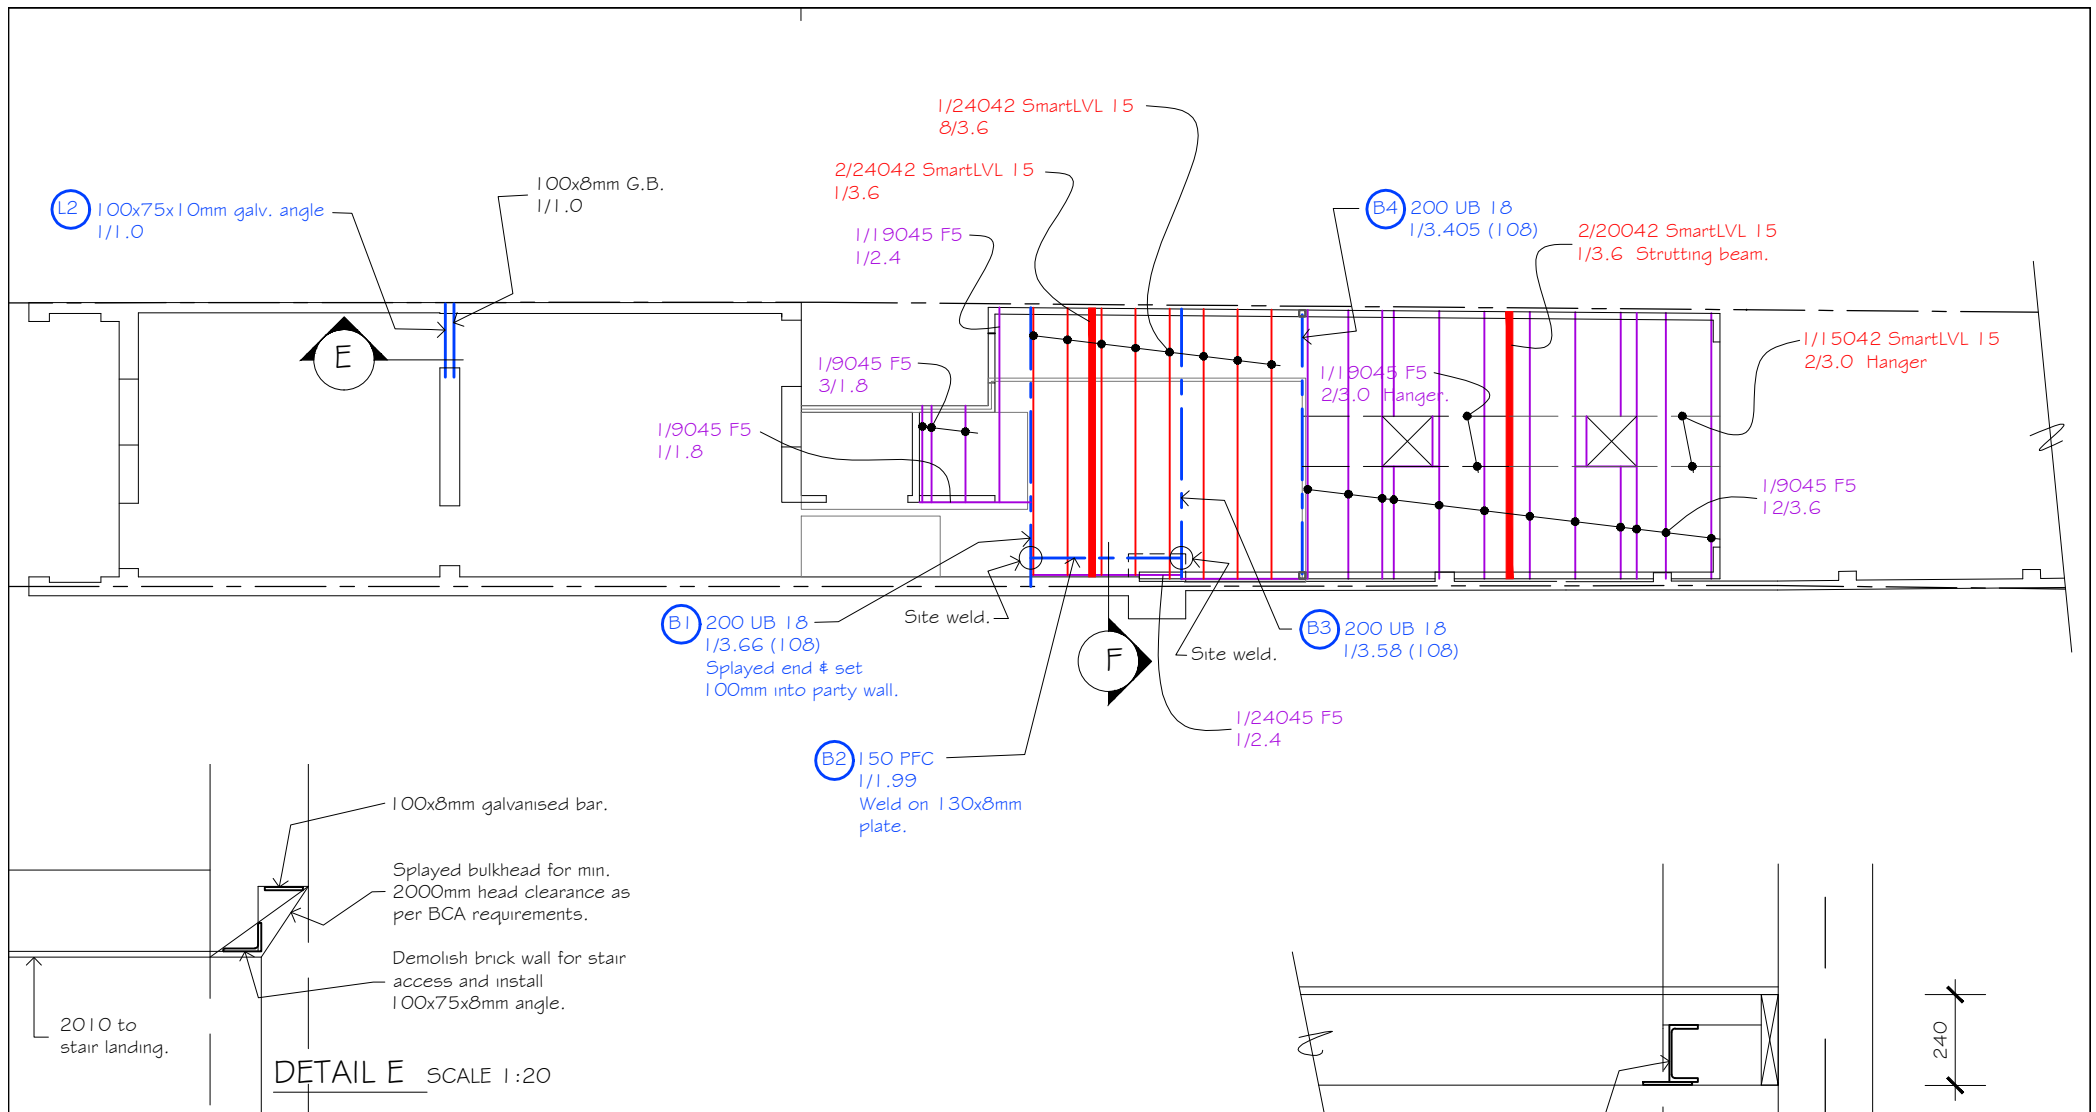 1/24042 SmartLVL 15
8/3.6
2/24042 SmartLVL 15
1/3.6
100x8mm G.B.
1/1.0
L2
100x75x10mm galv. angle
1/1.0
1/19045 F5
1/2.4
B4
200 UB 18
1/3.405 (108)
2/20042 SmartLVL 15
1/3.6 Strutting beam.
E
1/9045 F5
3/1.8
1/19045 F5
2/3.0 Hanger.
1/15042 SmartLVL 15
2/3.0 Hanger
1/9045 F5
1/1.8
1/9045 F5
12/3.6
B1
200 UB 18
1/3.66 (108)
Splayed end & set
100mm into party wall.
Site weld.
F
Site weld.
B3
200 UB 18
1/3.58 (108)
1/24045 F5
1/2.4
B2
150 PFC
1/1.99
Weld on 130x8mm
plate.
100x8mm galvanised bar.
Splayed bulkhead for min.
2000mm head clearance as
per BCA requirements.
Demolish brick wall for stair
access and install
100x75x8mm angle.
2010 to
stair landing.
DETAIL E SCALE 1:20
240